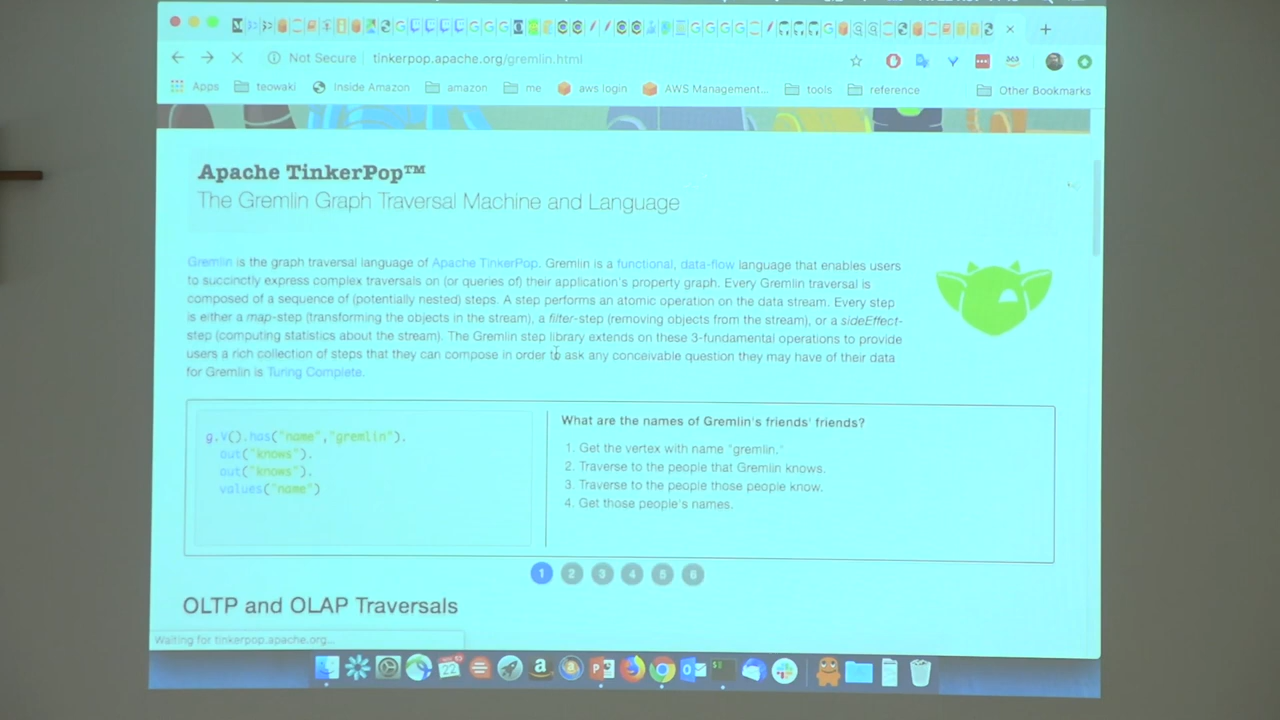 Not Secure tinkerpop.apache.org/gremlin.html
Apps teowaki Inside Amazon amazon me aws login AWS Management... tools reference Other Bookmarks
Apache TinkerPop™
The Gremlin Graph Traversal Machine and Language
Gremlin is the graph traversal language of Apache TinkerPop. Gremlin is a functional, data-flow language that enables users
to succinctly express complex traversals on (or queries of) their application's property graph. Every Gremlin traversal is
composed of a sequence of (potentially nested) steps. A step performs an atomic operation on the data stream. Every step
is either a map-step (transforming the objects in the stream), a filter-step (removing objects from the stream), or a sideEffect-
step (computing statistics about the stream). The Gremlin step library extends on these 3-fundamental operations to provide
users a rich collection of steps that they can compose in order to ask any conceivable question they may have of their data
for Gremlin is Turing Complete.
g.V().has("name","gremlin").
out("knows").
out("knows").
values("name")
What are the names of Gremlin's friends' friends?
1. Get the vertex with name "gremlin."
2. Traverse to the people that Gremlin knows.
3. Traverse to the people those people know.
4. Get those people's names.
1 2 3 4 5 6
OLTP and OLAP Traversals
Waiting for tinkerpop.apache.org...
22